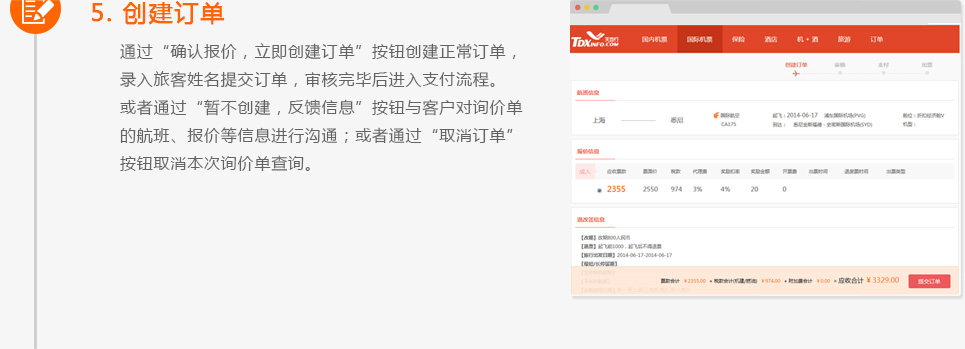 5. 创建订单
通过“确认报价，立即创建订单”按钮创建正常订单，
录入旅客姓名提交订单，审核完毕后进入支付流程。
或者通过“暂不创建，反馈信息”按钮与客户对询价单
的航班、报价等信息进行沟通；或者通过“取消订单”
按钮取消本次询价单查询。
TDXINFO.COM 天地行
国内机票 国际机票 保险 酒店 机 + 酒 旅游 订单
创建订单 审核 支付 出票
航班信息
上海 悉尼
国际航空 CA175
起飞：2014-06-17 浦东国际机场(PVG)
到达：悉尼金斯福德 - 史密斯国际机场(SYD)
舱位：折扣经济舱V
机型：
报价信息
成人 应收票款 票面价 税款 代理费 奖励扣率 奖励金额 开票费 出票时间 送票票时间 出票类型
2355 2550 974 3% 4% 20 0
退改签信息
【改期】改期800人民币
【退票】起飞前1000，起飞后不得退票
【旅行出发日期】2014-06-17-2014-06-17
【缩短/长停留期】
票款合计 ￥2355.00 + 税款合计(机建/燃油) ￥974.00 + 附加费合计 ￥0.00 = 应收合计 ￥3329.00 提交订单